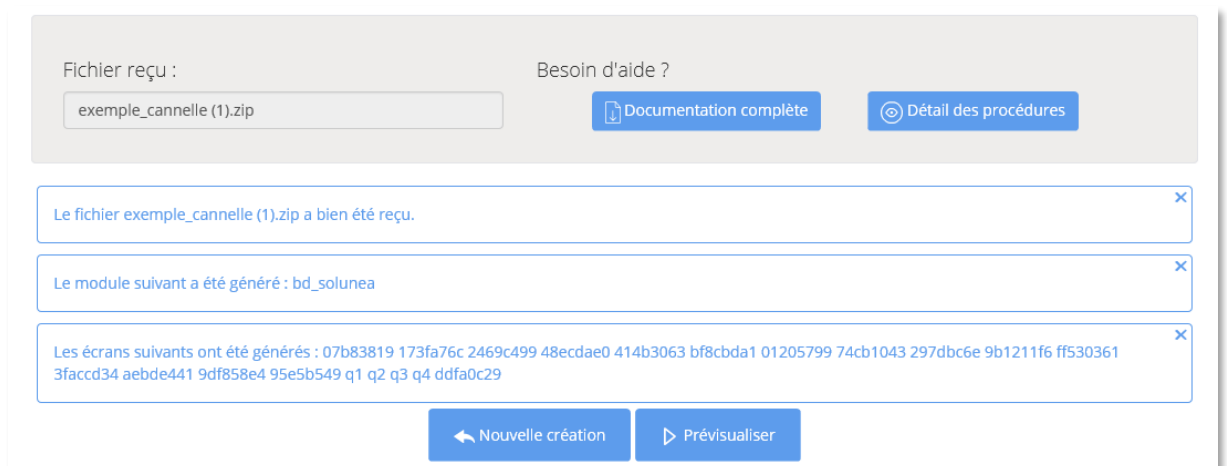 Fichier reçu :
Besoin d'aide ?
exemple_cannelle (1).zip
Documentation complète
Détail des procédures
Le fichier exemple_cannelle (1).zip a bien été reçu.
Le module suivant a été généré : bd_solunea
Les écrans suivants ont été générés : 07b83819 173fa76c 2469c499 48ecdae0 414b3063 bf8cbda1 01205799 74cb1043 297dbc6e 9b1211f6 ff530361
3faccd34 aebde441 9df858e4 95e5b549 q1 q2 q3 q4 ddfa0c29
Nouvelle création
Prévisualiser